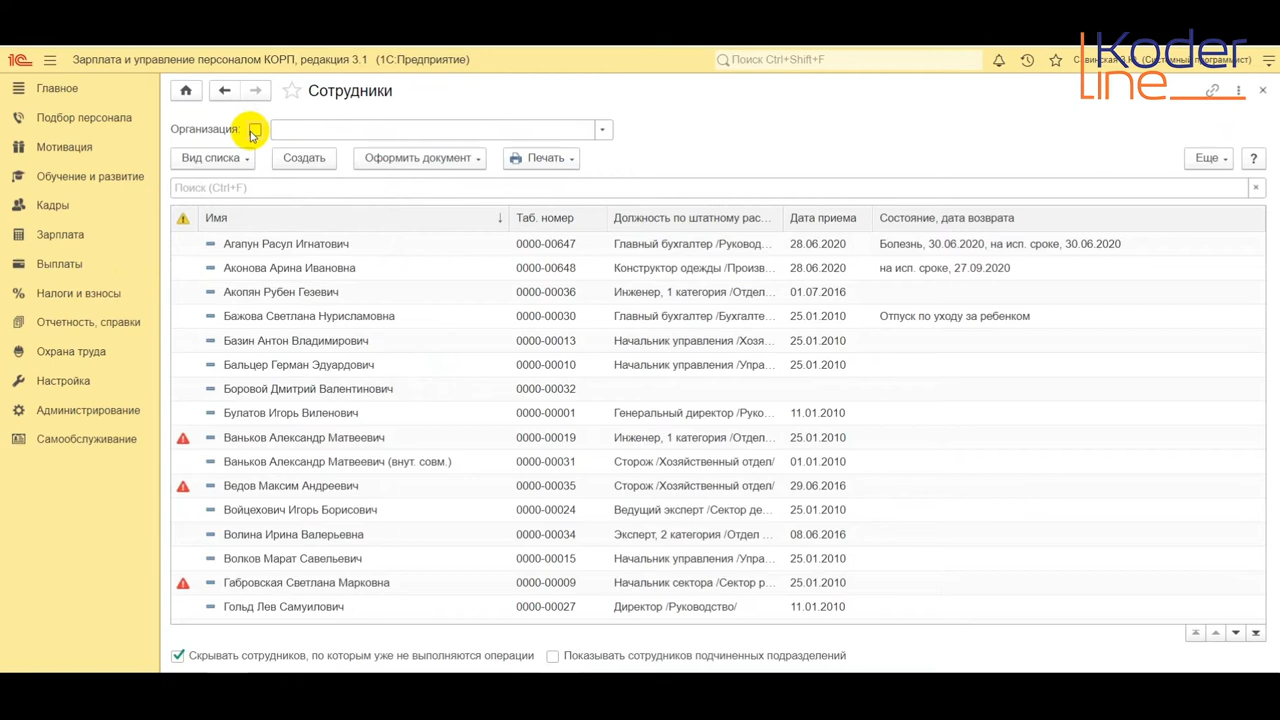 Koder
Line
1С Зарплата и управление персоналом КОРП, редакция 3.1 (1С:Предприятие) Поиск Ctrl+Shift+F
Главное
Подбор персонала
Мотивация
Обучение и развитие
Кадры
Зарплата
Выплаты
Налоги и взносы
Отчетность, справки
Охрана труда
Настройка
Администрирование
Самообслуживание
Сотрудники
Организация:
Вид списка Создать Оформить документ Печать Еще ?
Поиск (Ctrl+F)
Имя Таб. номер Должность по штатному рас... Дата приема Состояние, дата возврата
Агапун Расул Игнатович 0000-00647 Главный бухгалтер /Руковод... 28.06.2020 Болезнь, 30.06.2020, на исп. сроке, 30.06.2020
Аконова Арина Ивановна 0000-00648 Конструктор одежды /Произв... 28.06.2020 на исп. сроке, 27.09.2020
Акопян Рубен Гезевич 0000-00036 Инженер, 1 категория /Отдел... 01.07.2016
Бажова Светлана Нурисламовна 0000-00030 Главный бухгалтер /Бухгалте... 25.01.2010 Отпуск по уходу за ребенком
Базин Антон Владимирович 0000-00013 Начальник управления /Хозя... 25.01.2010
Бальцер Герман Эдуардович 0000-00010 Начальник управления /Упра... 25.01.2010
Боровой Дмитрий Валентинович 0000-00032
Булатов Игорь Виленович 0000-00001 Генеральный директор /Руко... 11.01.2010
Ваньков Александр Матвеевич 0000-00019 Инженер, 1 категория /Отдел... 25.01.2010
Ваньков Александр Матвеевич (внут. совм.) 0000-00031 Сторож /Хозяйственный отдел/ 01.01.2010
Ведов Максим Андреевич 0000-00035 Сторож /Хозяйственный отдел/ 29.06.2016
Войцехович Игорь Борисович 0000-00024 Ведущий эксперт /Сектор де... 25.01.2010
Волина Ирина Валерьевна 0000-00034 Эксперт, 2 категория /Отдел ... 08.06.2016
Волков Марат Савельевич 0000-00015 Начальник управления /Упра... 25.01.2010
Габровская Светлана Марковна 0000-00009 Начальник сектора /Сектор р... 25.01.2010
Гольд Лев Самуилович 0000-00027 Директор /Руководство/ 11.01.2010
Скрывать сотрудников, по которым уже не выполняются операции Показывать сотрудников подчиненных подразделений